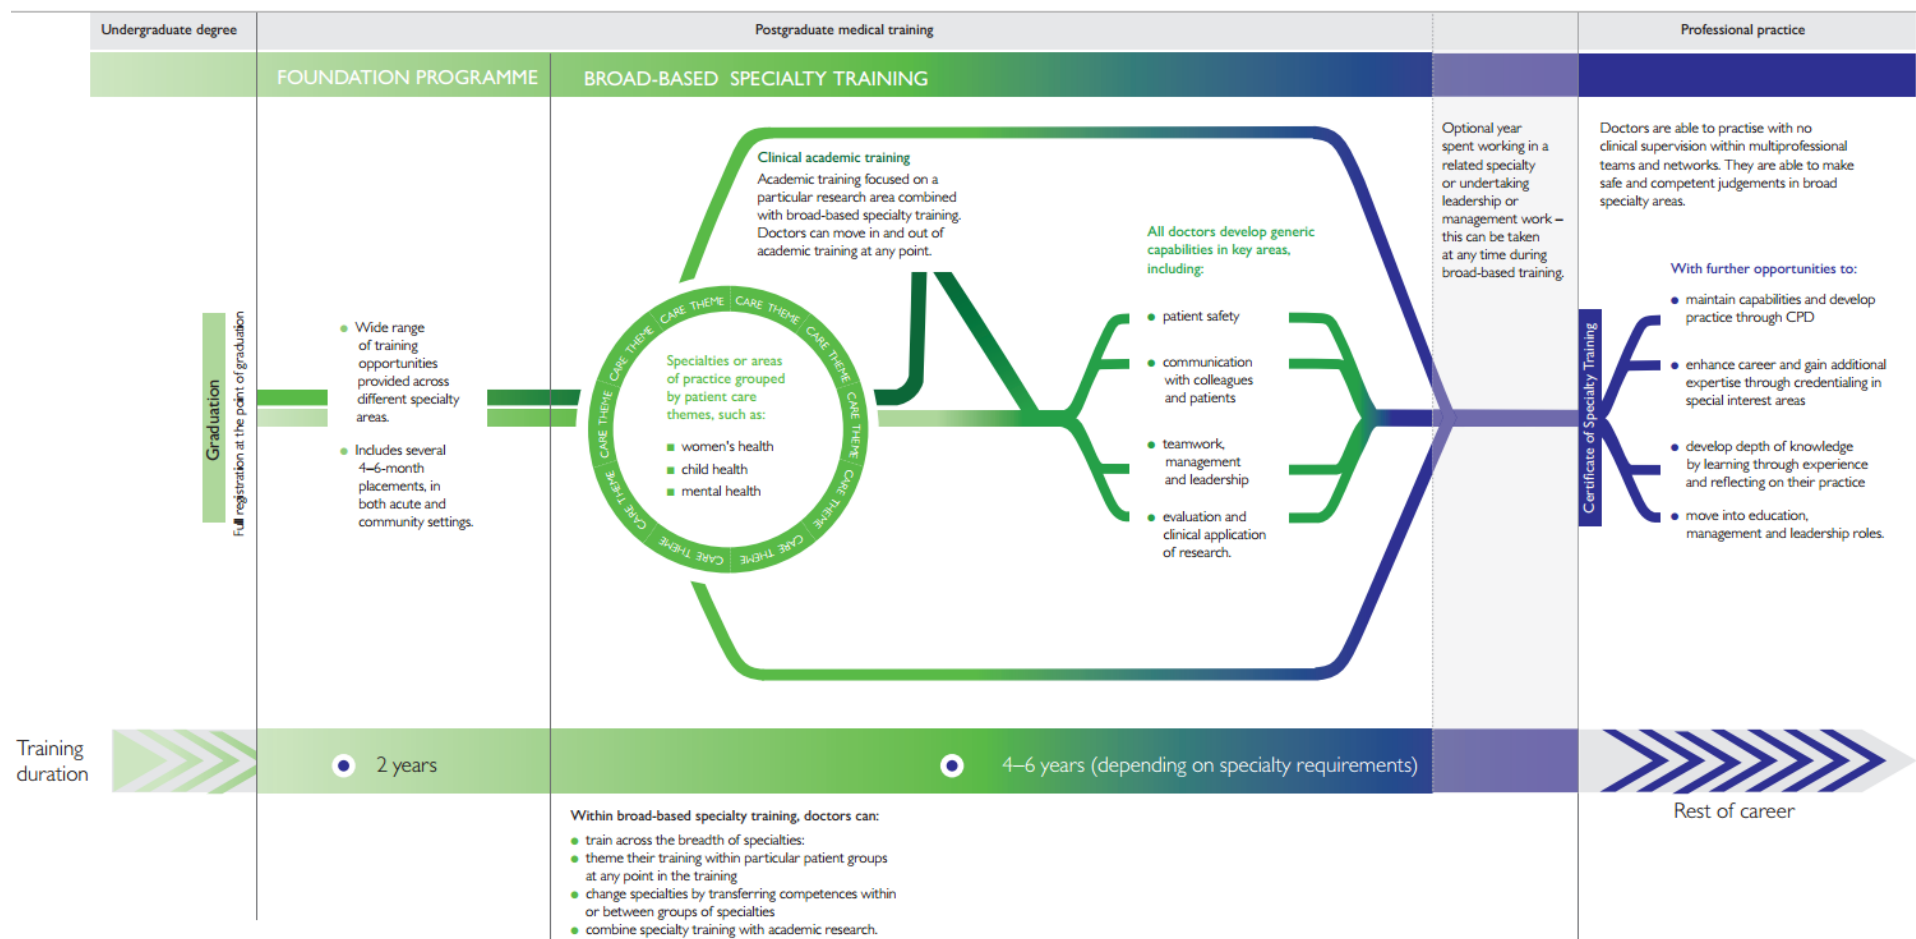 Undergraduate degree
Postgraduate medical training
Professional practice
FOUNDATION PROGRAMME
BROAD-BASED SPECIALTY TRAINING
Graduation
Full registration at the point of graduation
Wide range
of training
opportunities
provided across
different specialty
areas.
Includes several
4–6-month
placements, in
both acute and
community settings.
Clinical academic training
Academic training focused on a
particular research area combined
with broad-based specialty training.
Doctors can move in and out of
academic training at any point.
CARE THEME
CARE THEME
CARE THEME
CARE THEME
CARE THEME
CARE THEME
CARE THEME
CARE THEME
CARE THEME
CARE THEME
Specialties or areas
of practice grouped
by patient care
themes, such as:
women's health
child health
mental health
All doctors develop generic
capabilities in key areas,
including:
patient safety
communication
with colleagues
and patients
teamwork,
management
and leadership
evaluation and
clinical application
of research.
Optional year
spent working in a
related specialty
or undertaking
leadership or
management work –
this can be taken
at any time during
broad-based training.
Certificate of Specialty Training
Doctors are able to practise with no
clinical supervision within multiprofessional
teams and networks. They are able to make
safe and competent judgements in broad
specialty areas.
With further opportunities to:
maintain capabilities and develop
practice through CPD
enhance career and gain additional
expertise through credentialing in
special interest areas
develop depth of knowledge
by learning through experience
and reflecting on their practice
move into education,
management and leadership roles.
Training
duration
2 years
4–6 years (depending on specialty requirements)
Rest of career
Within broad-based specialty training, doctors can:
train across the breadth of specialties:
theme their training within particular patient groups
at any point in the training
change specialties by transferring competences within
or between groups of specialties
combine specialty training with academic research.